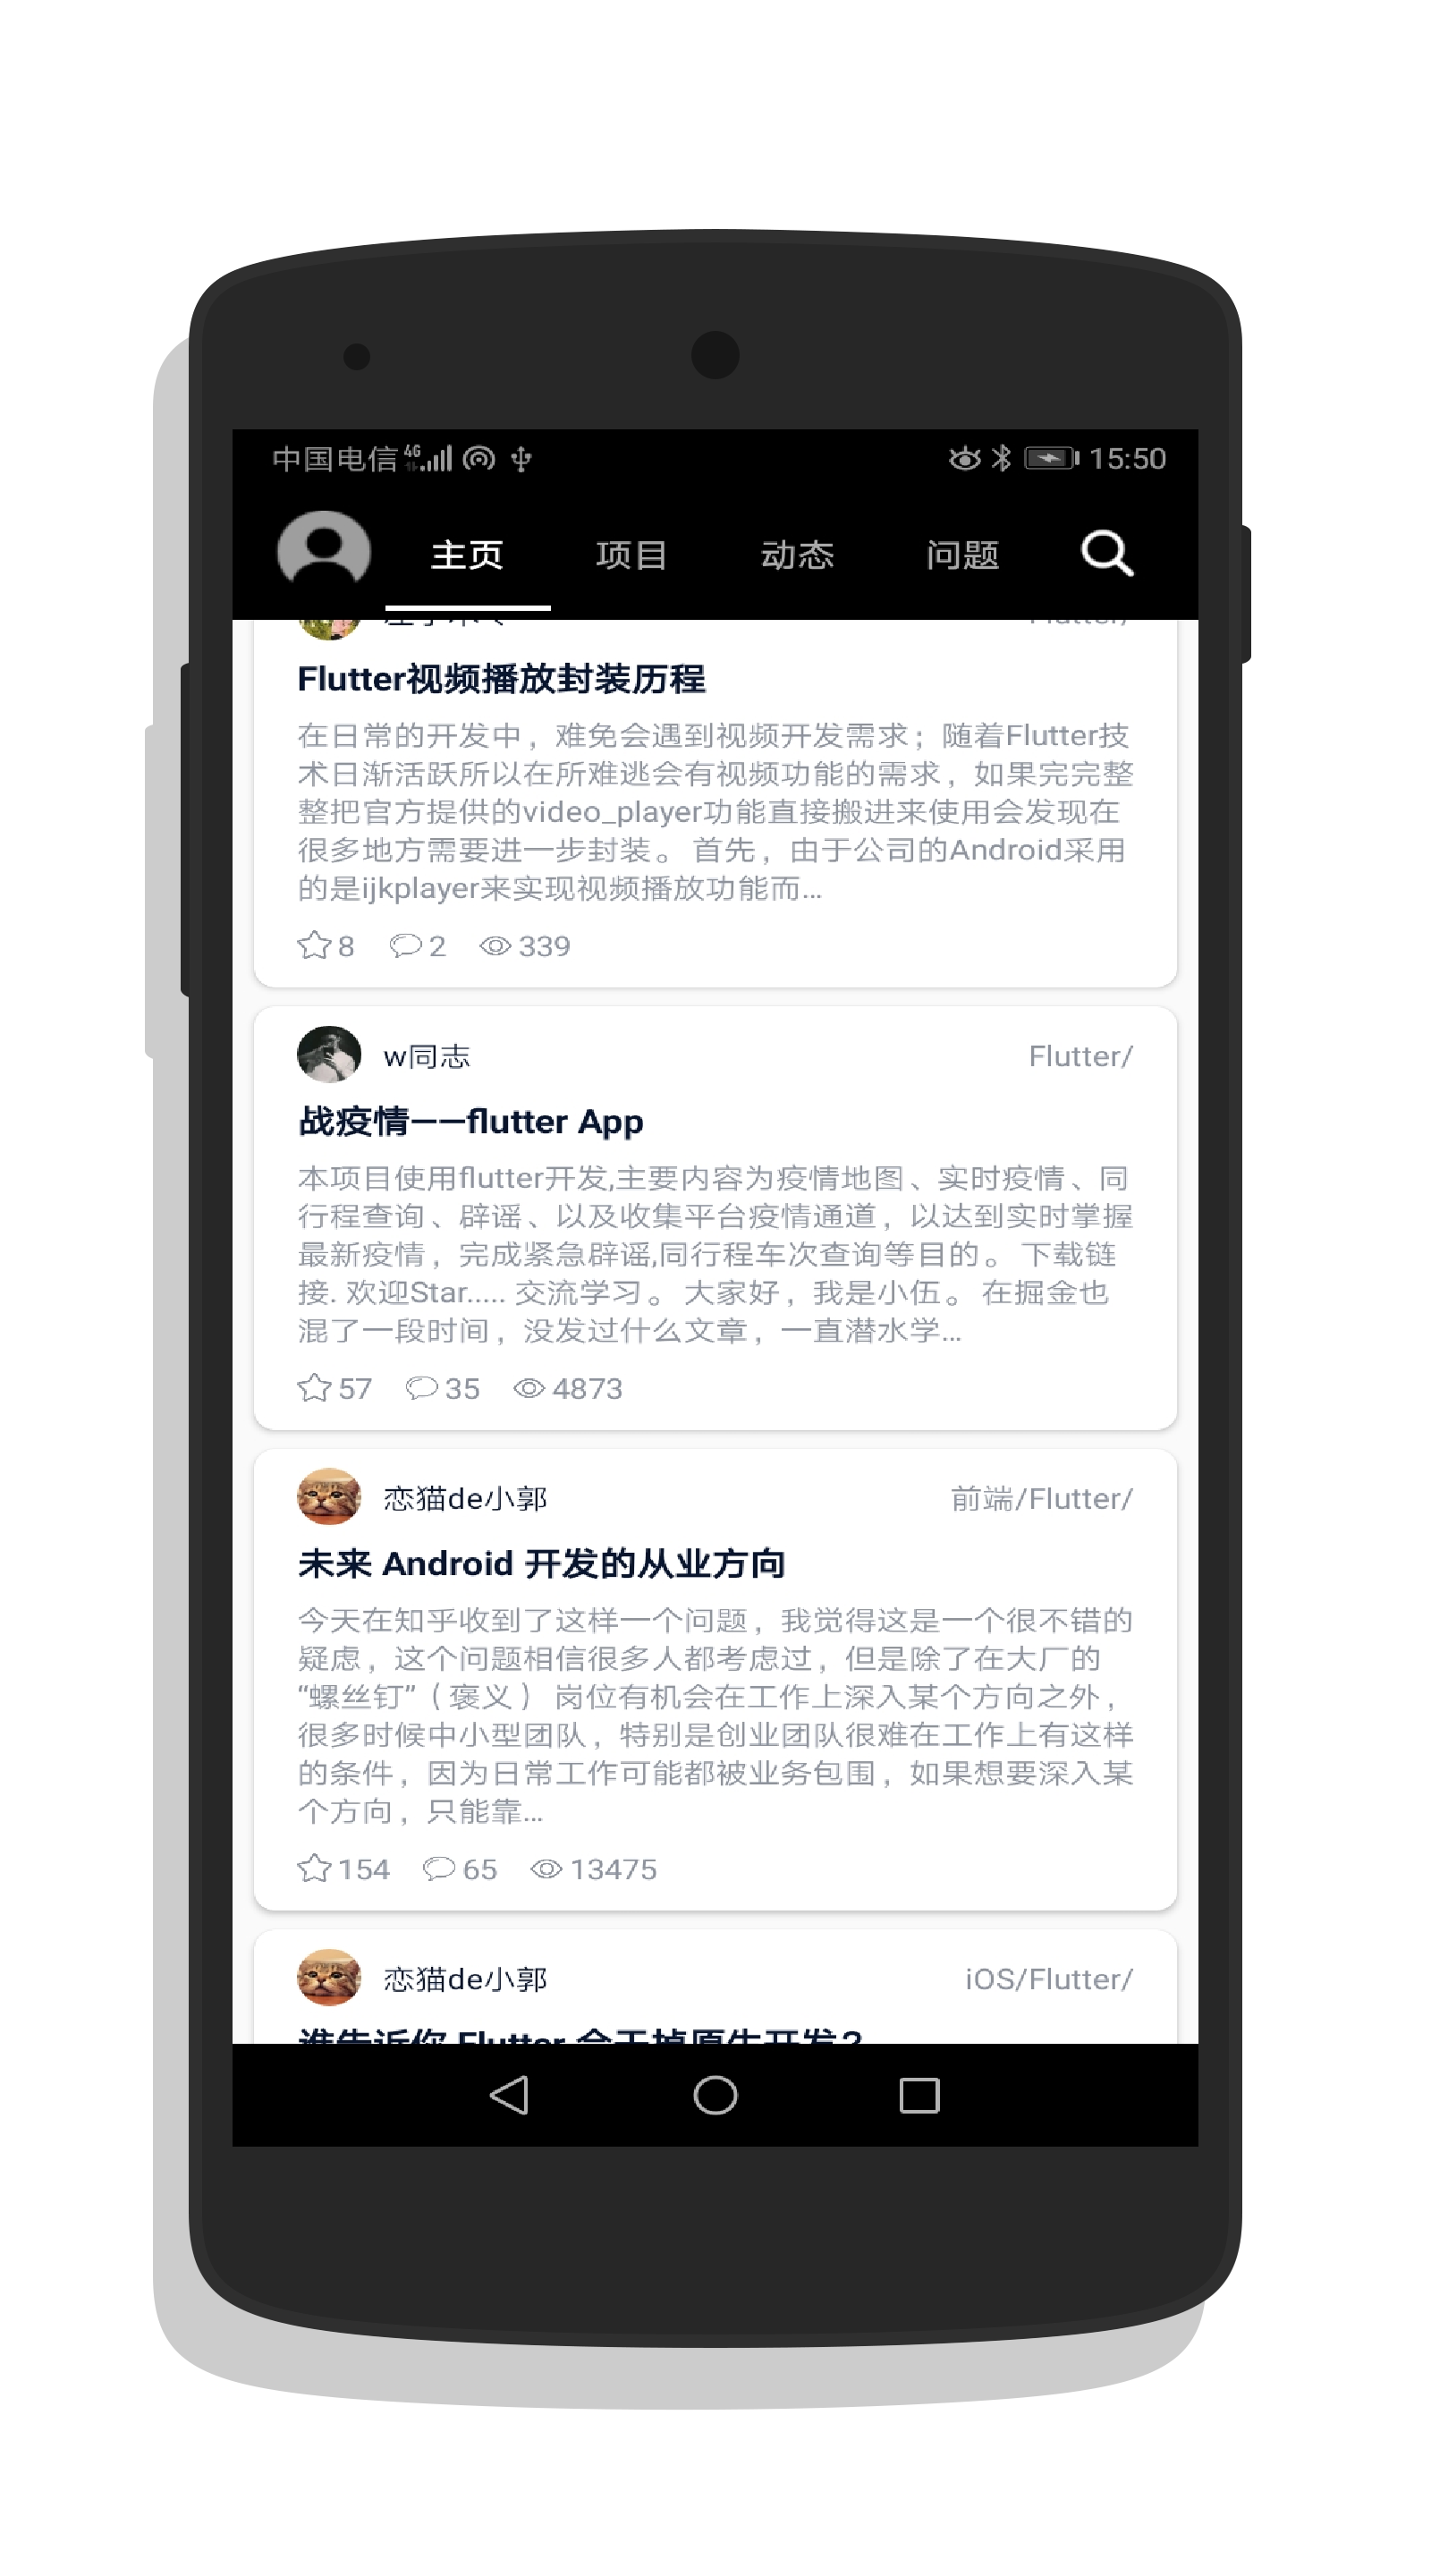 中国电信 4G 15:50
主页 项目 动态 问题
Flutter/
Flutter视频播放封装历程
在日常的开发中，难免会遇到视频开发需求；随着Flutter技
术日渐活跃所以在所难逃会有视频功能的需求，如果完完整
整把官方提供的video_player功能直接搬进来使用会发现在
很多地方需要进一步封装。 首先，由于公司的Android采用
的是ijkplayer来实现视频播放功能而...
8 2 339
w同志 Flutter/
战疫情——flutter App
本项目使用flutter开发,主要内容为疫情地图、实时疫情、同
行程查询、辟谣、以及收集平台疫情通道，以达到实时掌握
最新疫情，完成紧急辟谣,同行程车次查询等目的。 下载链
接. 欢迎Star..... 交流学习。 大家好，我是小伍。 在掘金也
混了一段时间，没发过什么文章，一直潜水学...
57 35 4873
恋猫de小郭 前端/Flutter/
未来 Android 开发的从业方向
今天在知乎收到了这样一个问题，我觉得这是一个很不错的
疑虑，这个问题相信很多人都考虑过，但是除了在大厂的
“螺丝钉”（褒义） 岗位有机会在工作上深入某个方向之外，
很多时候中小型团队，特别是创业团队很难在工作上有这样
的条件，因为日常工作可能都被业务包围，如果想要深入某
个方向，只能靠...
154 65 13475
恋猫de小郭 iOS/Flutter/
谁告诉你 Flutter 会干掉原生开发？